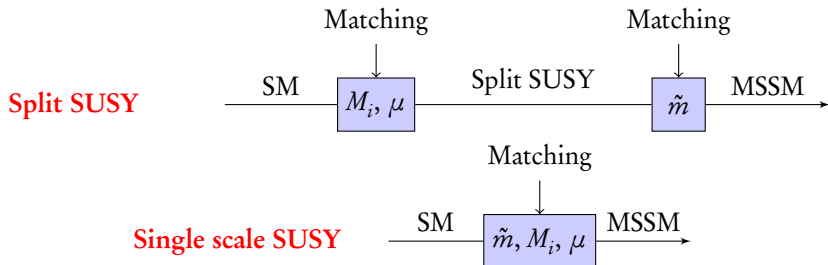 Matching Matching
Split SUSY SM M_i, μ Split SUSY m̃ MSSM
Matching
Single scale SUSY SM m̃, M_i, μ MSSM